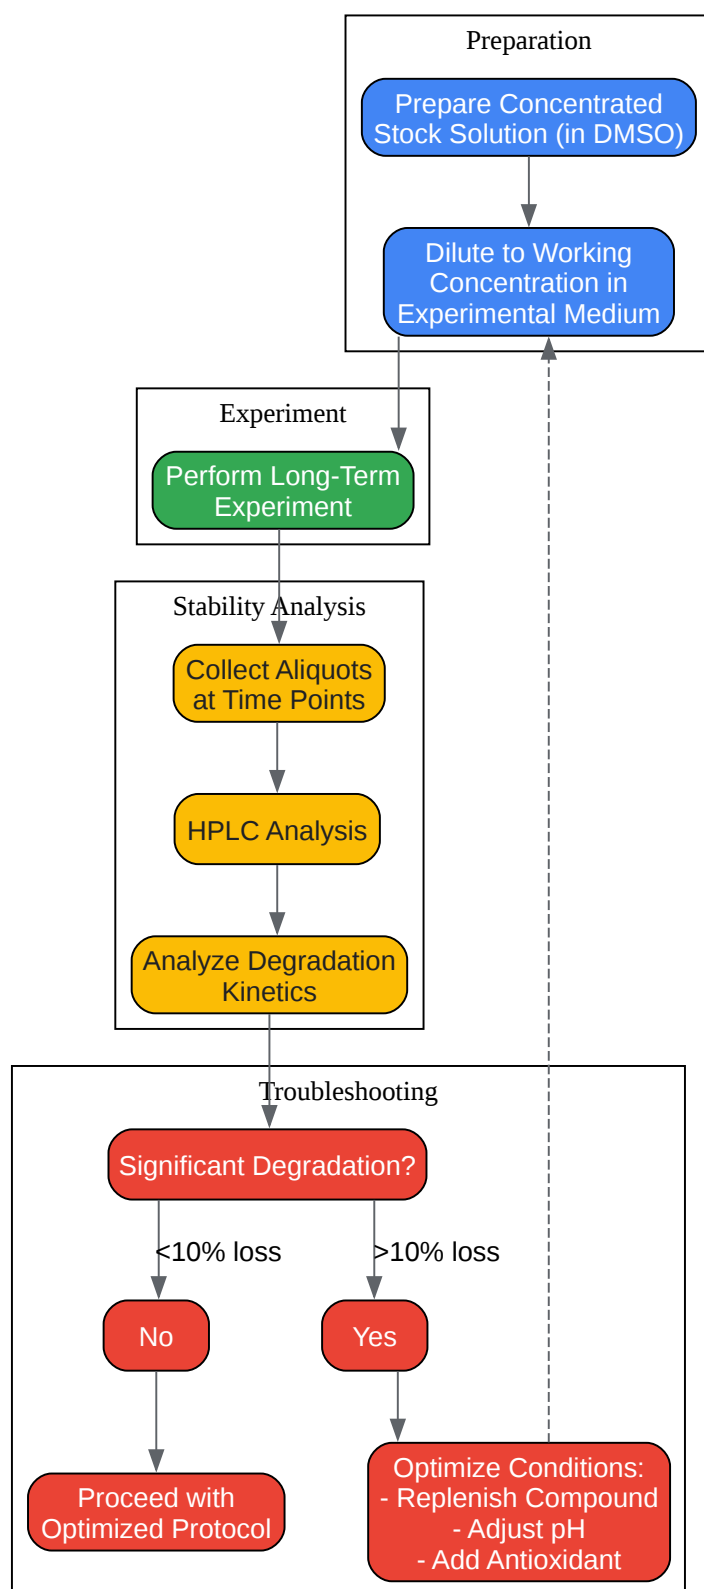 Preparation
Prepare Concentrated
Stock Solution (in DMSO)
Dilute to Working
Concentration in
Experimental Medium
Experiment
Perform Long-Term
Experiment
Stability Analysis
Collect Aliquots
at Time Points
HPLC Analysis
Analyze Degradation
Kinetics
Troubleshooting
Significant Degradation?
<10% loss
>10% loss
No
Yes
Proceed with
Optimized Protocol
Optimize Conditions:
- Replenish Compound
- Adjust pH
- Add Antioxidant